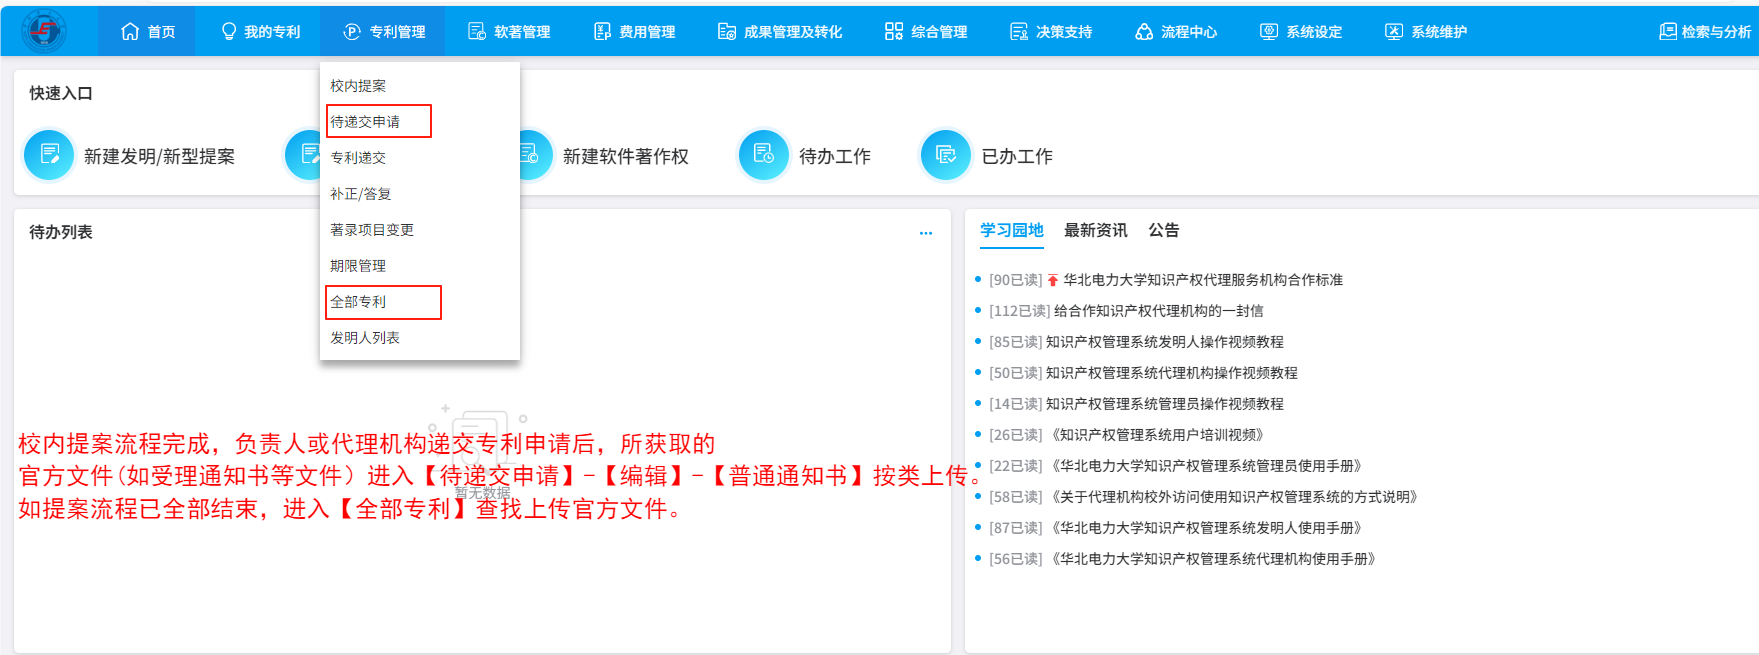 首页 我的专利 专利管理 软著管理 费用管理 成果管理及转化 综合管理 决策支持 流程中心 系统设定 系统维护 检索与分析
快速入口
新建发明/新型提案 新建软件著作权 待办工作 已办工作
校内提案
待递交申请
专利递交
补正/答复
著录项目变更
期限管理
全部专利
发明人列表
待办列表
暂无数据
校内提案流程完成，负责人或代理机构递交专利申请后，所获取的
官方文件(如受理通知书等文件）进入【待递交申请】-【编辑】-【普通通知书】按类上传。
如提案流程已全部结束，进入【全部专利】查找上传官方文件。
学习园地 最新资讯 公告
[90已读] 华北电力大学知识产权代理服务机构合作标准
[112已读] 给合作知识产权代理机构的一封信
[85已读] 知识产权管理系统发明人操作视频教程
[50已读] 知识产权管理系统代理机构操作视频教程
[14已读] 知识产权管理系统管理员操作视频教程
[26已读] 《知识产权管理系统用户培训视频》
[22已读] 《华北电力大学知识产权管理系统管理员使用手册》
[58已读] 《关于代理机构校外访问使用知识产权管理系统的方式说明》
[87已读] 《华北电力大学知识产权管理系统发明人使用手册》
[56已读] 《华北电力大学知识产权管理系统代理机构使用手册》